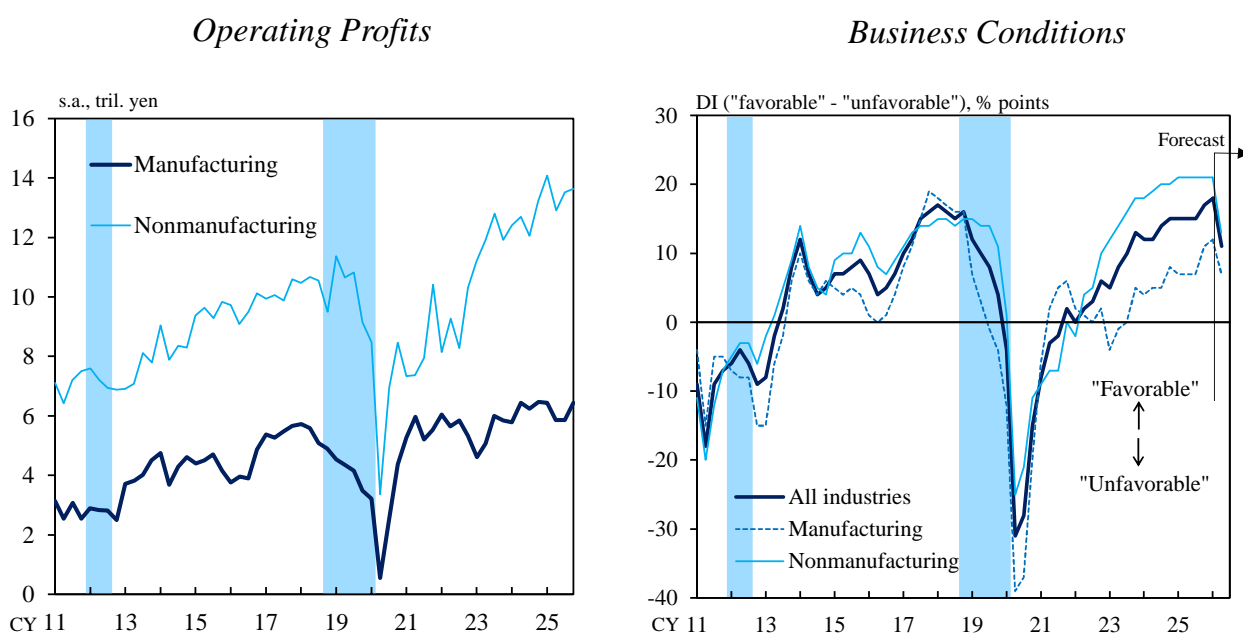 Operating Profits
s.a., tril. yen
16
14
12
10
8
6
4
2
0
Manufacturing
Nonmanufacturing
CY 11 13 15 17 19 21 23 25
Business Conditions
DI ("favorable" - "unfavorable"), % points
30
20
10
0
-10
-20
-30
-40
Forecast
"Favorable"
"Unfavorable"
All industries
Manufacturing
Nonmanufacturing
CY 11 13 15 17 19 21 23 25